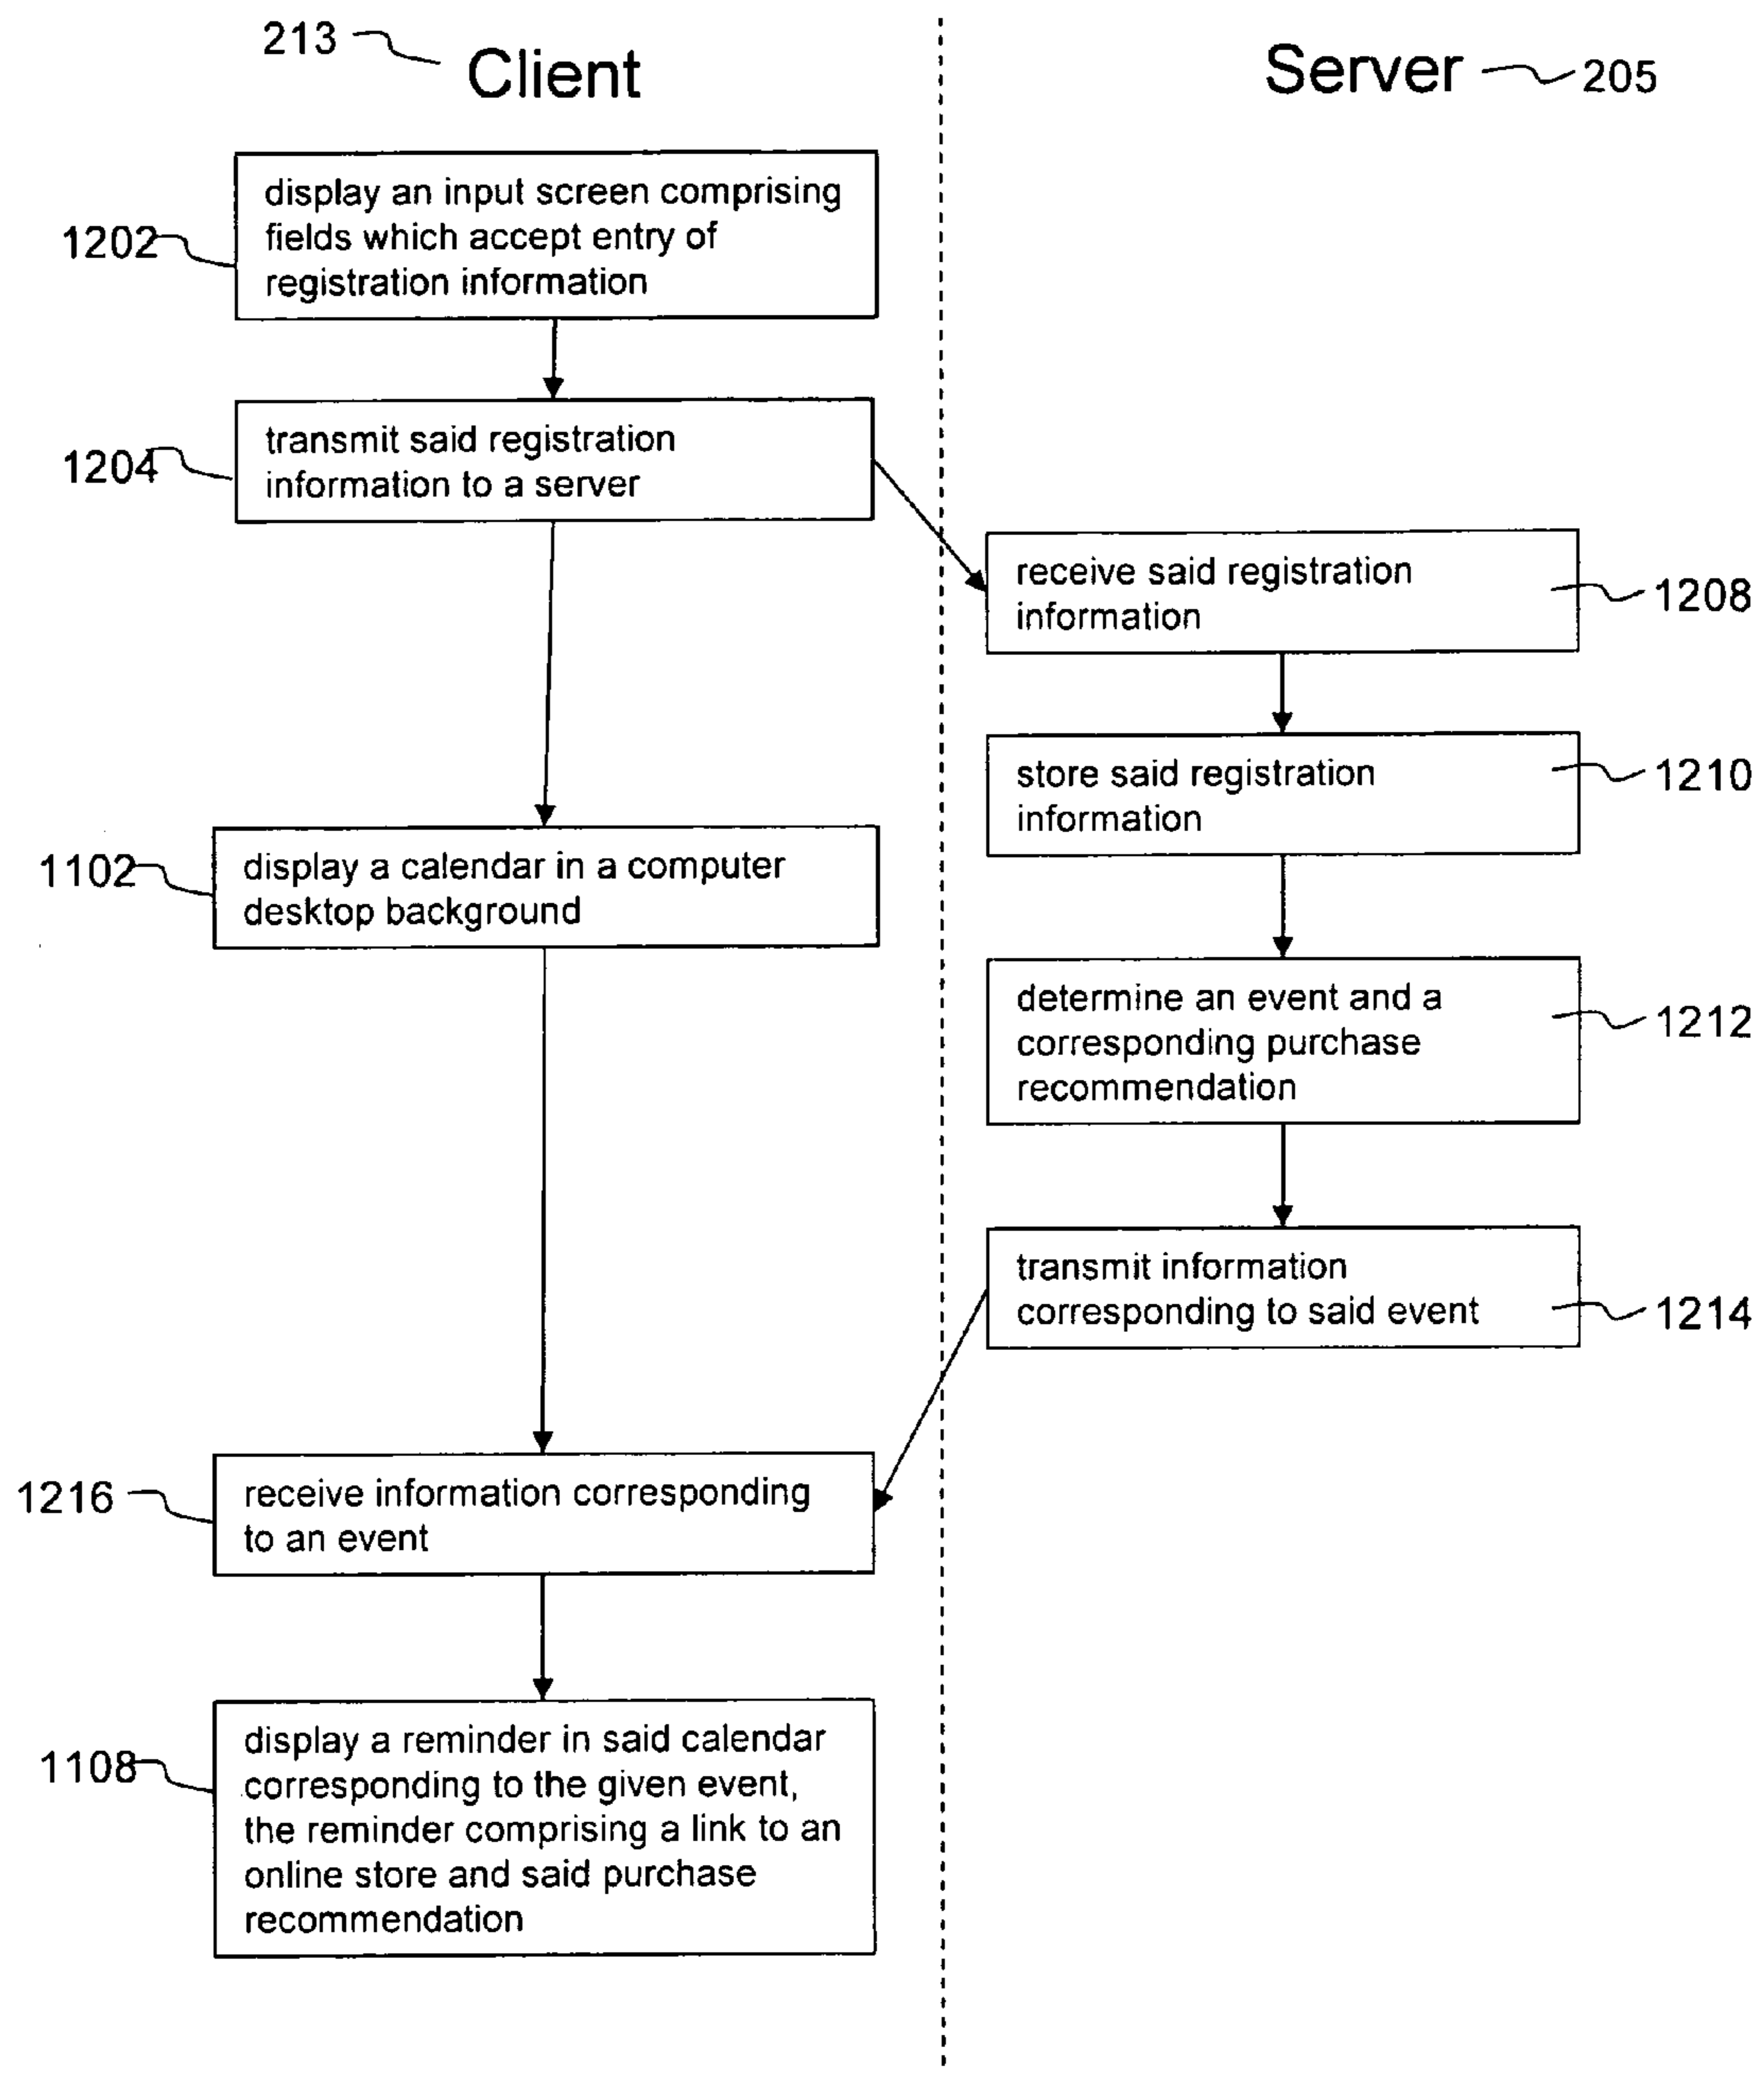 213
Client
Server
205
1202
display an input screen comprising
fields which accept entry of
registration information
1204
transmit said registration
information to a server
receive said registration
information
1208
store said registration
information
1210
1102
display a calendar in a computer
desktop background
determine an event and a
corresponding purchase
recommendation
1212
transmit information
corresponding to said event
1214
1216
receive information corresponding
to an event
1108
display a reminder in said calendar
corresponding to the given event,
the reminder comprising a link to an
online store and said purchase
recommendation